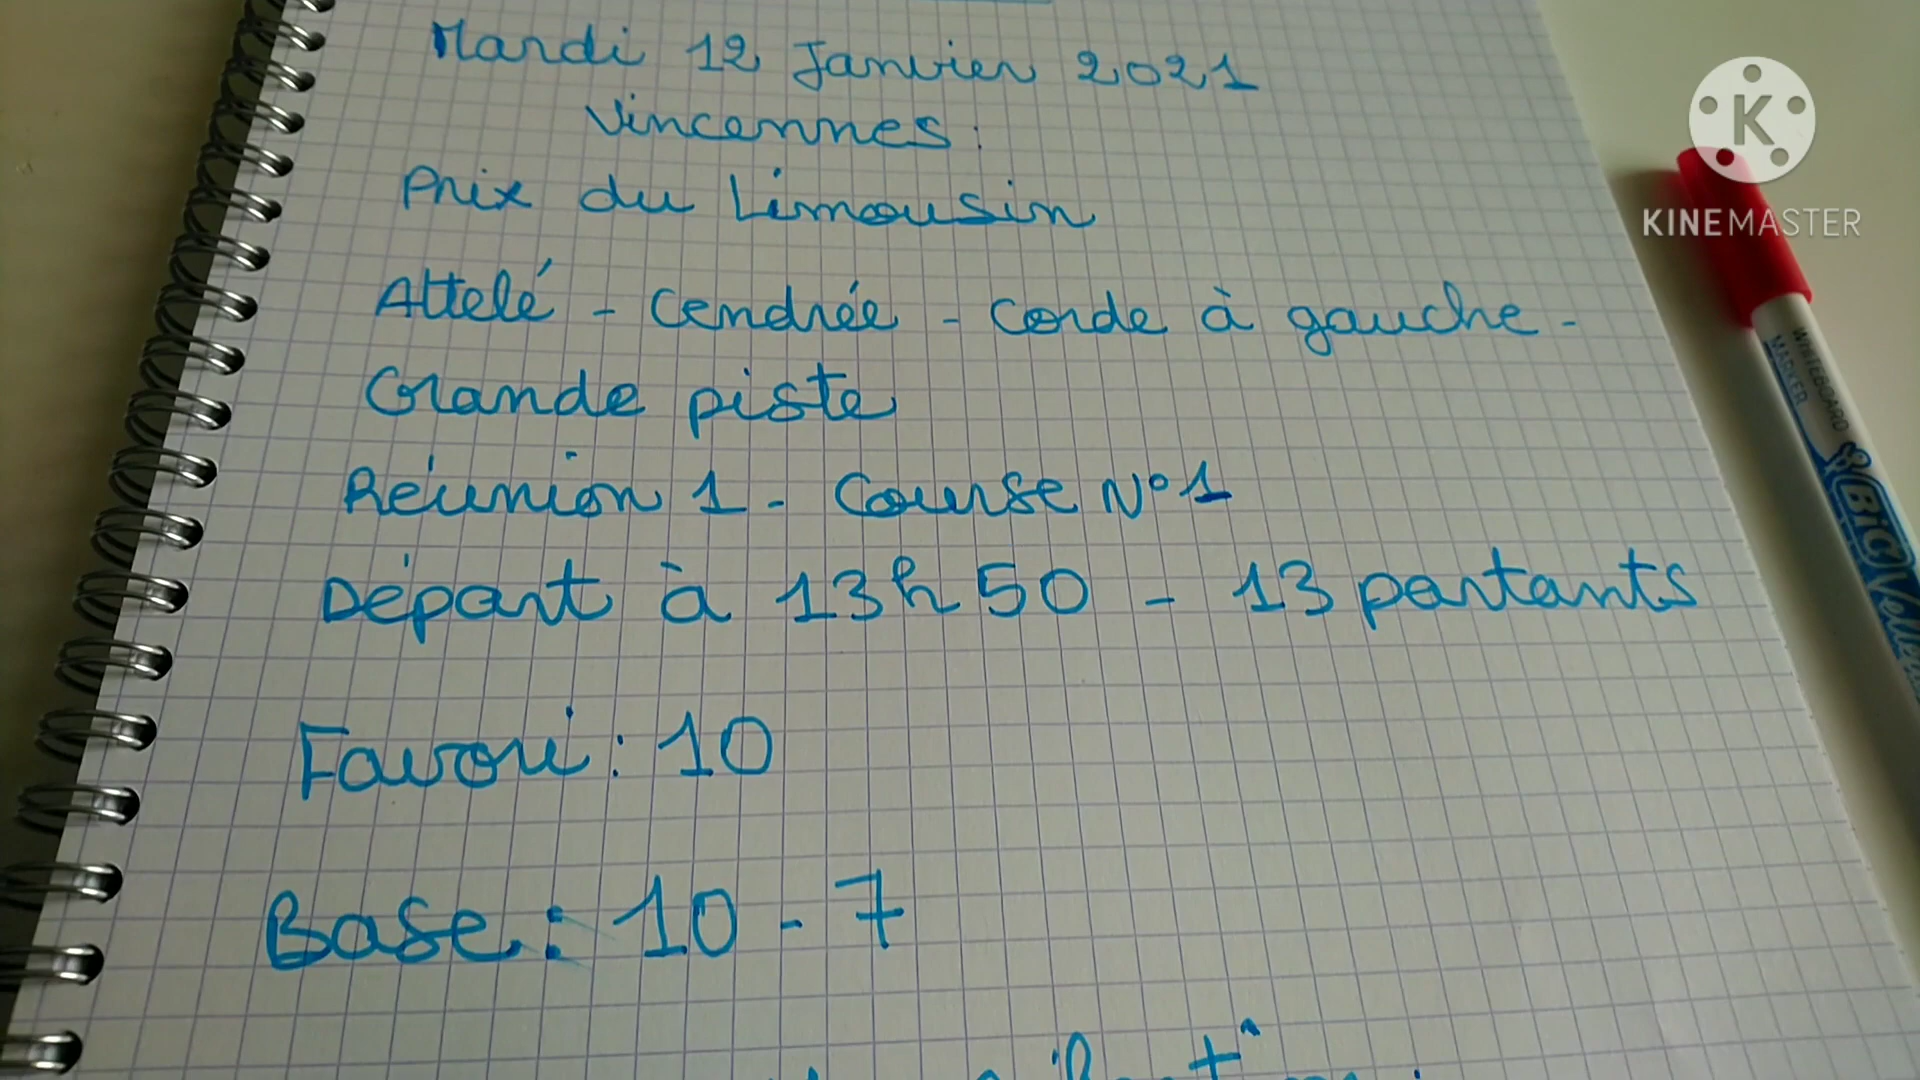 Mardi 12 Janvier 2021
Vincennes :
Prix du Limousin
Attelé - Cendrée - Corde à gauche -
Grande piste
Réunion 1 - Course N°1
Départ à 13h50 - 13 partants
Favori : 10
Base : 10 - 7
K
KINEMASTER
WHITEBOARD
MARKER
BIC